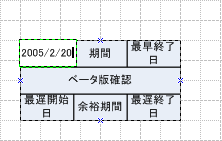 2005/2/20
期間
最早終了
日
ベータ版確認
最遅開始
日
余裕期間
最遅終了
日